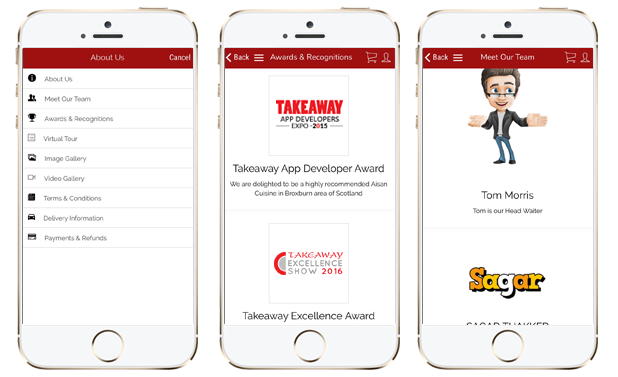 About Us
Cancel
About Us
Meet Our Team
Awards & Recognitions
Virtual Tour
Image Gallery
Video Gallery
Terms & Conditions
Delivery Information
Payments & Refunds
Back
Awards & Recognitions
TAKEAWAY
APP DEVELOPERS
EXPO - 2015
Takeaway App Developer Award
We are delighted to be a highly recommended Aisan
Cuisine in Broxburn area of Scotland
TAKEAWAY
EXCELLENCE
SHOW 2016
Takeaway Excellence Award
Back
Meet Our Team
Tom Morris
Tom is our Head Waiter
Sagar
SAGAR THAKKER